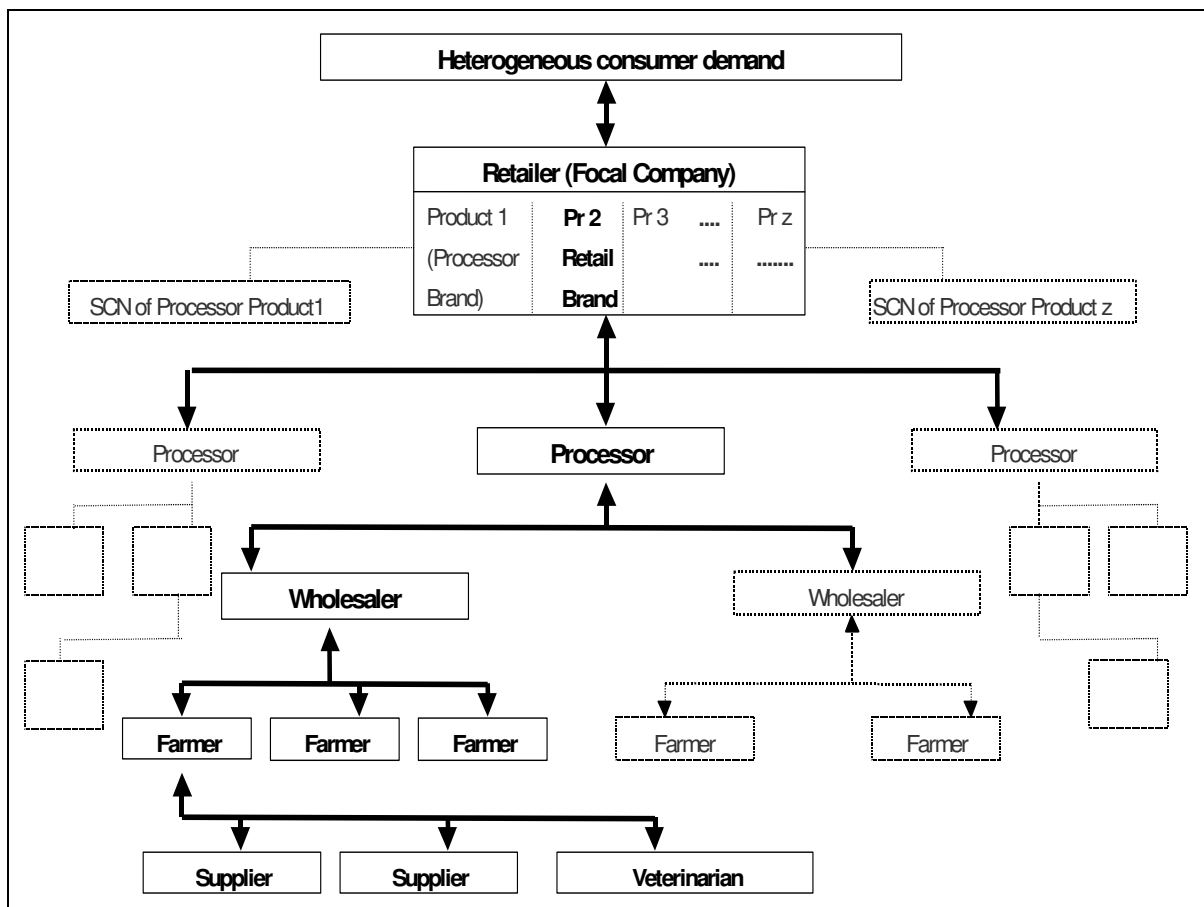 Heterogeneous consumer demand
Retailer (Focal Company)
Product 1 Pr 2 Pr 3 .... Pr z
(Processor Retail .... .......
Brand) Brand
SCN of Processor Product1
SCN of Processor Product z
Processor Processor Processor
Wholesaler Wholesaler
Farmer Farmer Farmer Farmer Farmer
Supplier Supplier Veterinarian